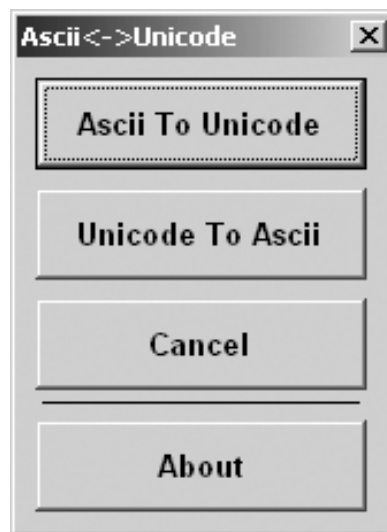 Ascii<->Unicode
Ascii To Unicode
Unicode To Ascii
Cancel
About